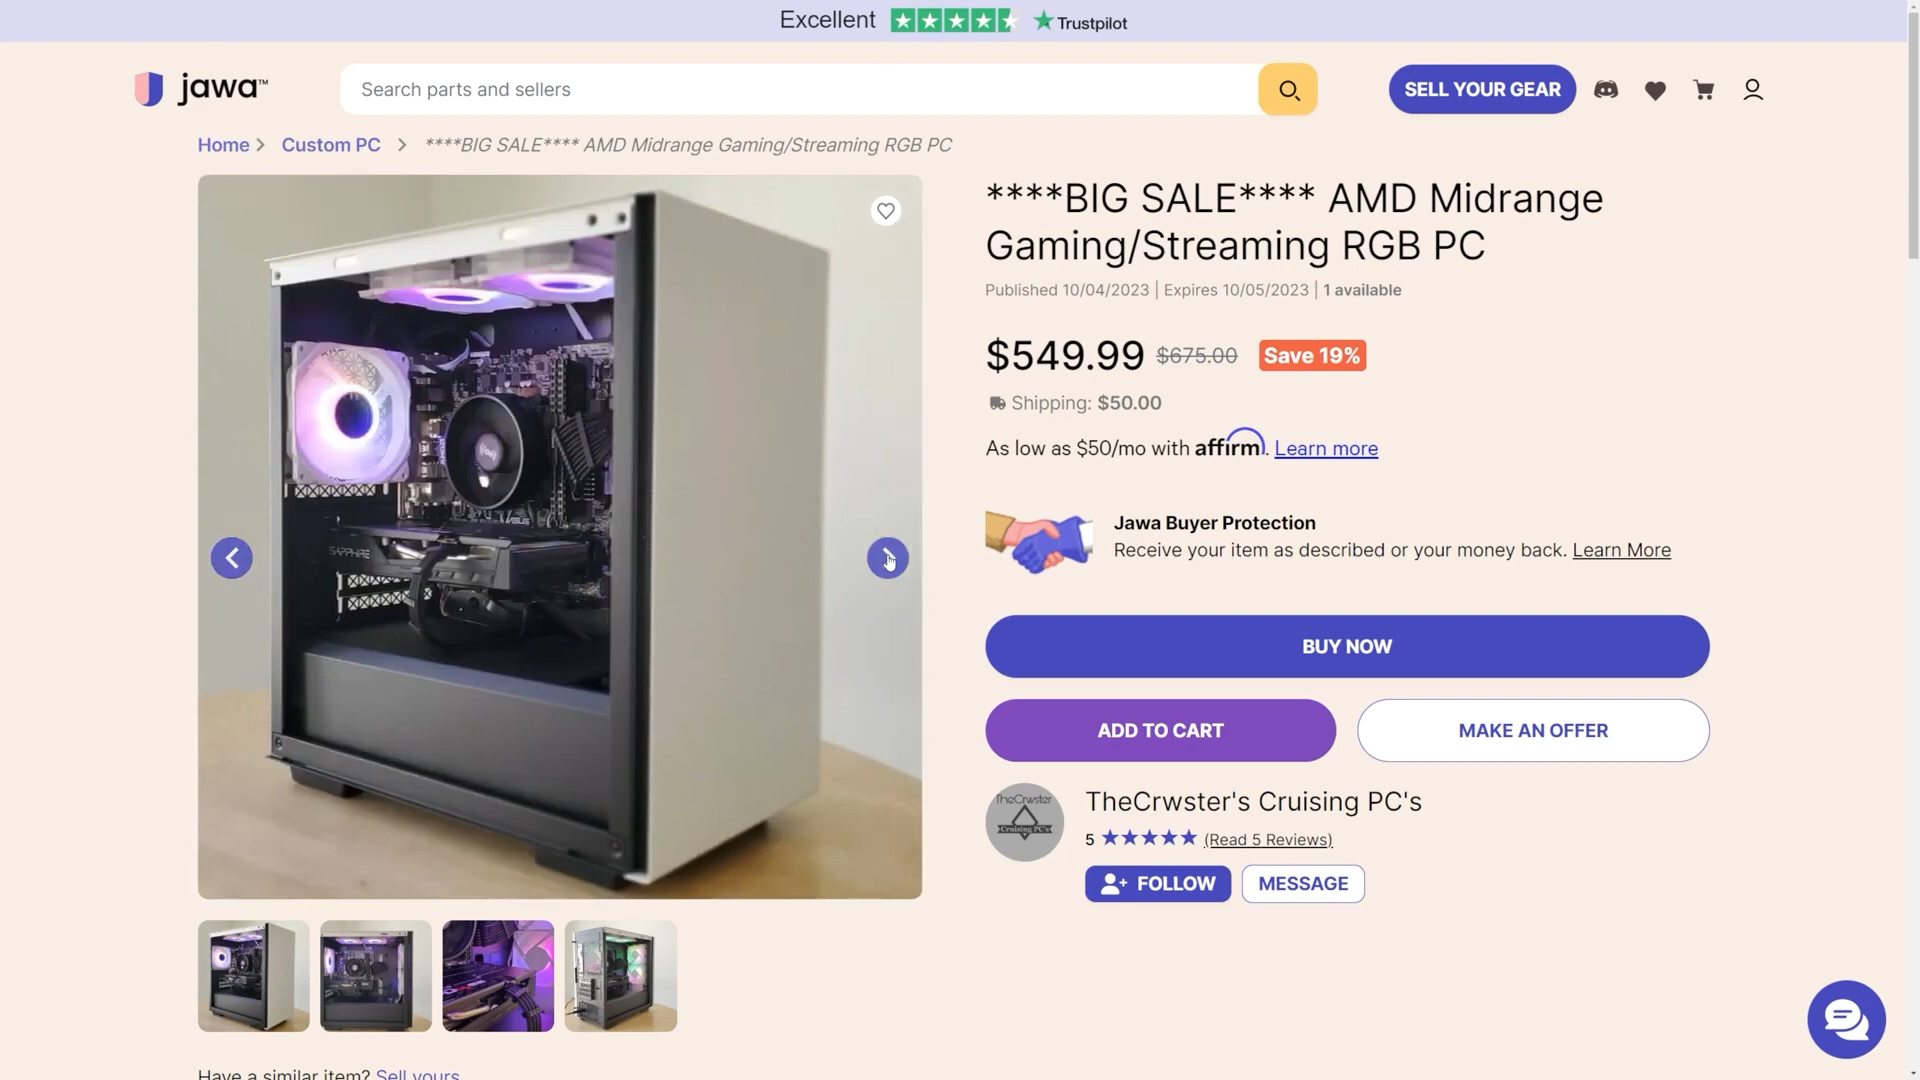 Excellent
Trustpilot
jawa™
Search parts and sellers
SELL YOUR GEAR
Home > Custom PC > ****BIG SALE**** AMD Midrange Gaming/Streaming RGB PC
****BIG SALE**** AMD Midrange
Gaming/Streaming RGB PC
Published 10/04/2023 | Expires 10/05/2023 | 1 available
$549.99 $675.00 Save 19%
Shipping: $50.00
As low as $50/mo with affirm. Learn more
Jawa Buyer Protection
Receive your item as described or your money back. Learn More
BUY NOW
ADD TO CART
MAKE AN OFFER
TheCrwster
Cruising PC's
TheCrwster's Cruising PC's
5 (Read 5 Reviews)
FOLLOW
MESSAGE
SAPPHIRE
ASUS
Have a similar item? Sell yours